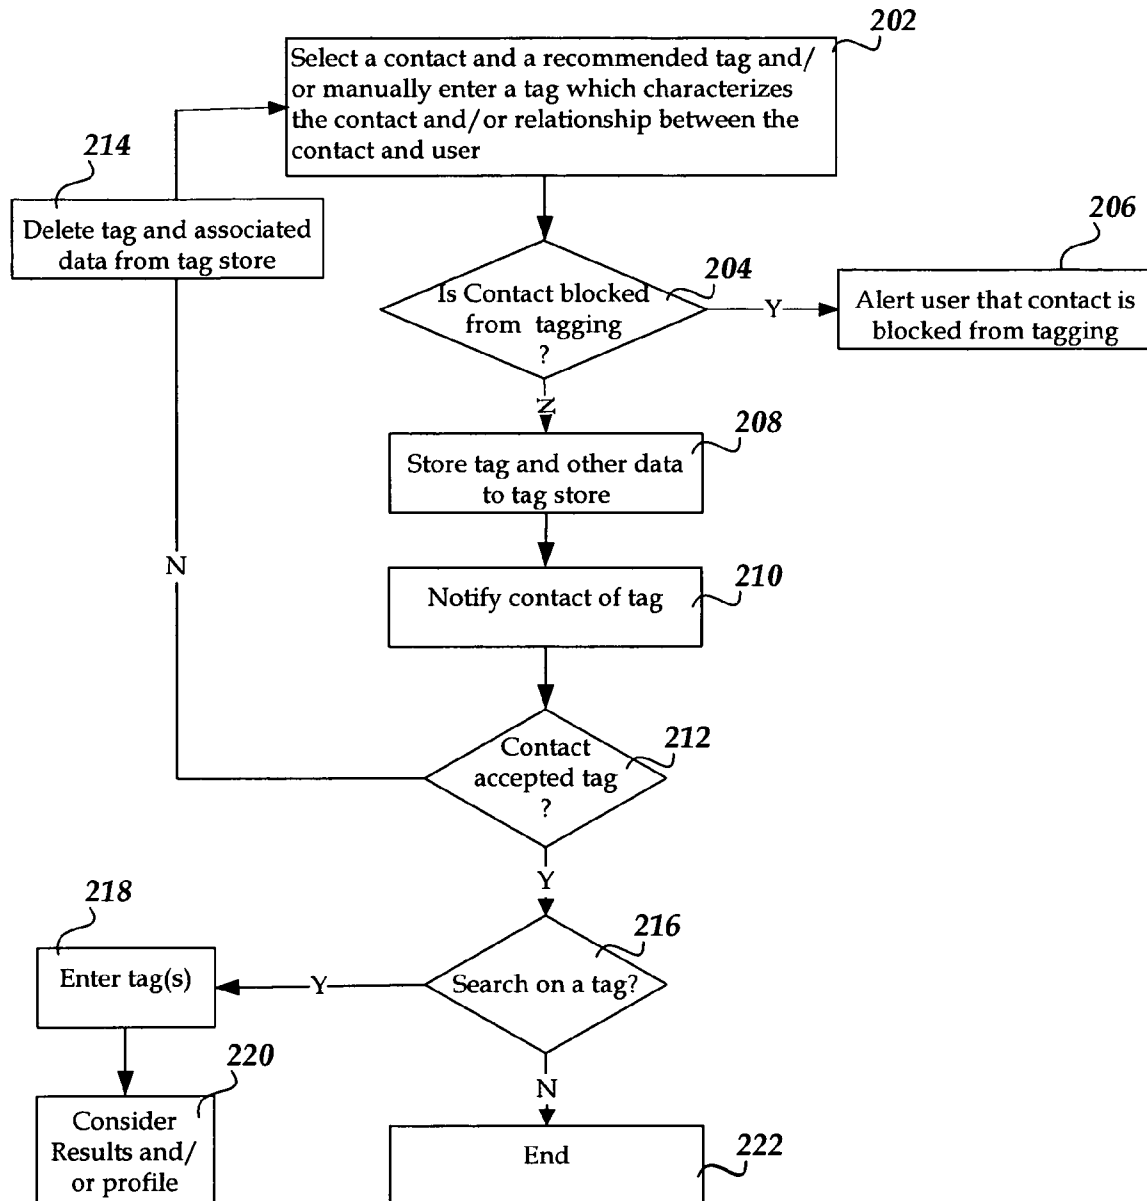 202
Select a contact and a recommended tag and/
or manually enter a tag which characterizes
the contact and/or relationship between the
contact and user
214
Delete tag and associated
data from tag store
206
Alert user that contact is
blocked from tagging
204
Is Contact blocked
from tagging
?
Y
N
208
Store tag and other data
to tag store
210
Notify contact of tag
N
212
Contact
accepted tag
?
Y
216
Search on a tag?
Y
218
Enter tag(s)
220
Consider
Results and/
or profile
N
End
222